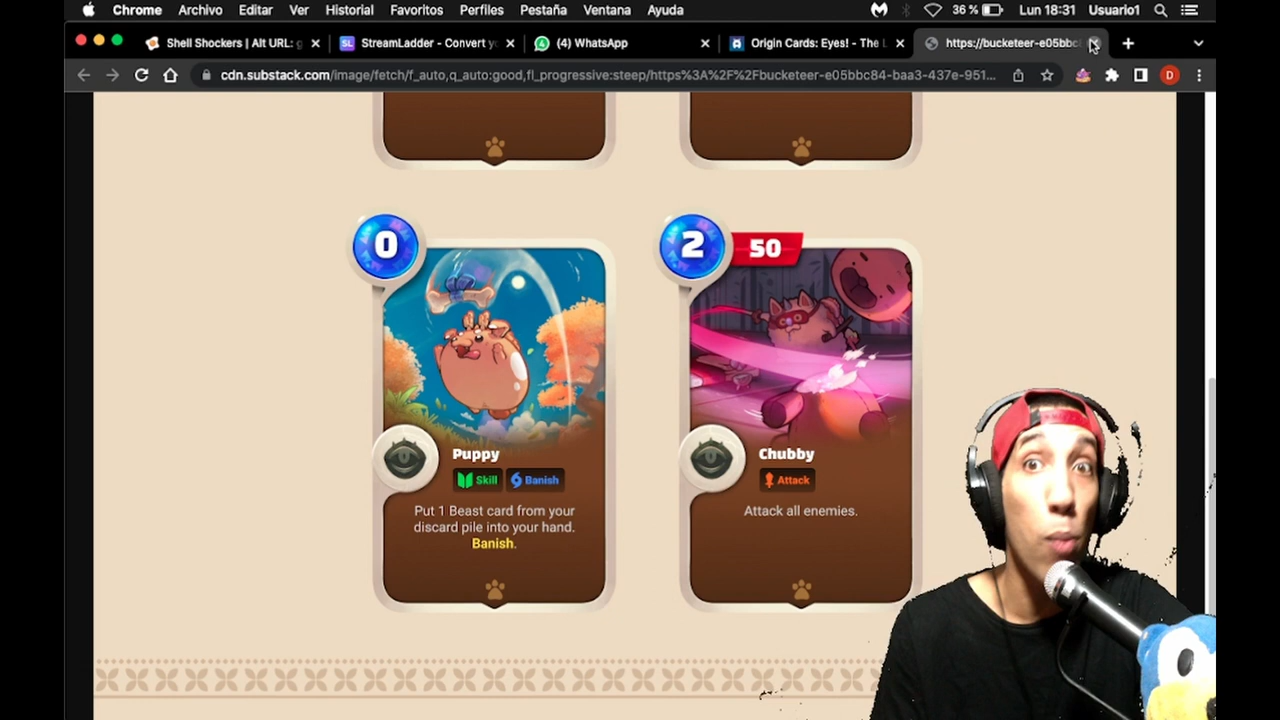 Chrome Archivo Editar Ver Historial Favoritos Perfiles Pestaña Ventana Ayuda 36 % Lun 18:31 Usuario1
Shell Shockers | Alt URL: g StreamLadder - Convert yo (4) WhatsApp Origin Cards: Eyes! - The L https://bucketeer-e05bbc8
cdn.substack.com/image/fetch/f_auto,q_auto:good,fl_progressive:steep/https%3A%2F%2Fbucketeer-e05bbc84-baa3-437e-951... D
0
2 50
Puppy
Skill Banish
Put 1 Beast card from your
discard pile into your hand.
Banish.
Chubby
Attack
Attack all enemies.